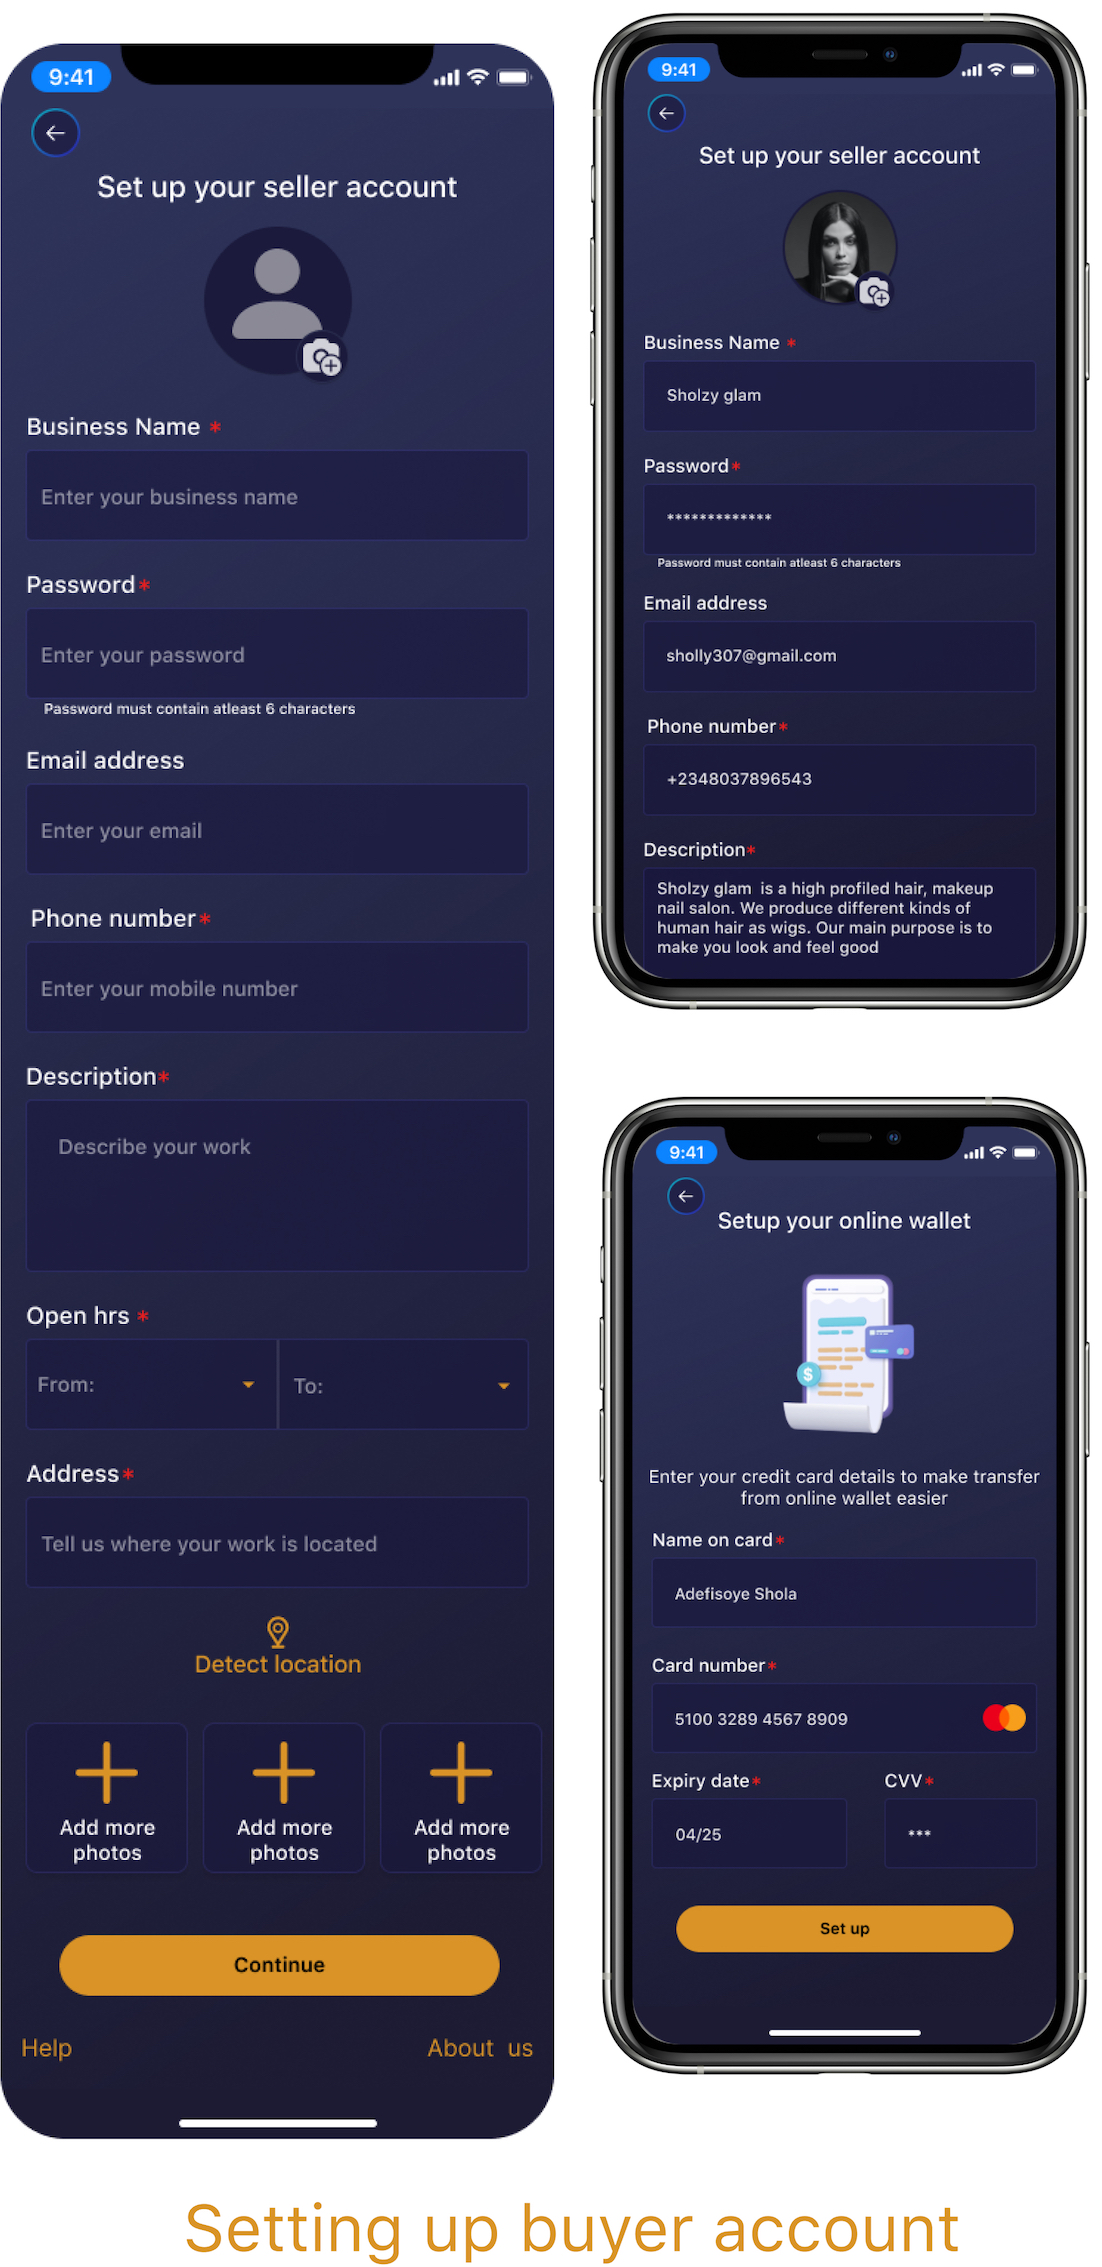 9:41
Set up your seller account
Business Name *
Enter your business name
Password*
Enter your password
Password must contain atleast 6 characters
Email address
Enter your email
Phone number*
Enter your mobile number
Description*
Describe your work
Open hrs *
From:
To:
Address*
Tell us where your work is located
Detect location
Add more
photos
Add more
photos
Add more
photos
Continue
Help
About us
9:41
Set up your seller account
Business Name *
Sholzy glam
Password*
*************
Password must contain atleast 6 characters
Email address
sholly307@gmail.com
Phone number*
+2348037896543
Description*
Sholzy glam is a high profiled hair, makeup
nail salon. We produce different kinds of
human hair as wigs. Our main purpose is to
make you look and feel good
9:41
Setup your online wallet
$
Enter your credit card details to make transfer
from online wallet easier
Name on card*
Adefisoye Shola
Card number*
5100 3289 4567 8909
Expiry date*
CVV*
04/25
***
Set up
Setting up buyer account